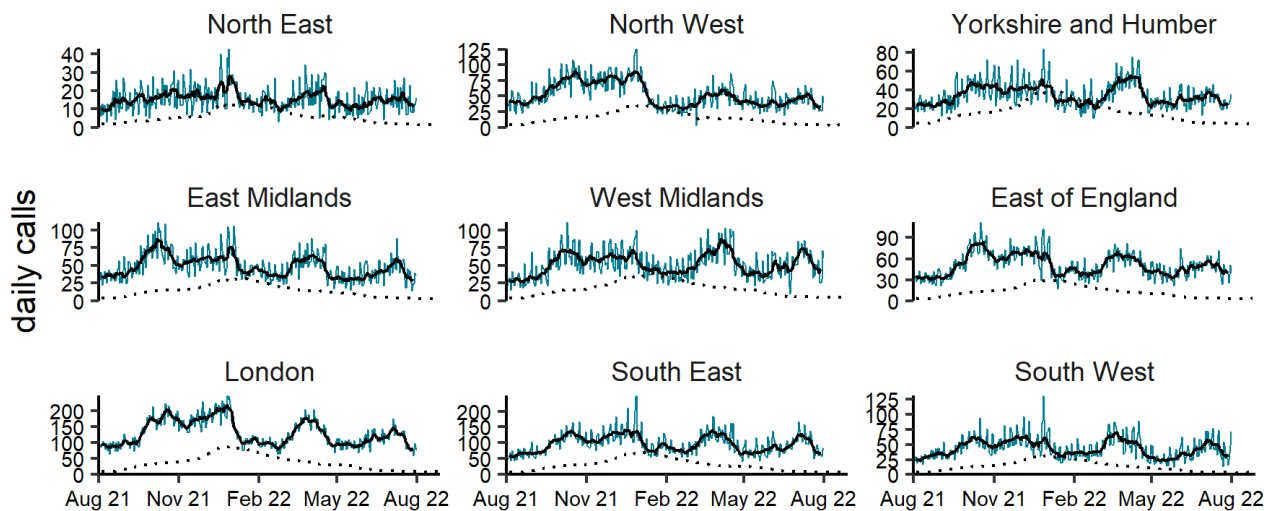 North East North West Yorkshire and Humber
40 125 80
30 100 60
20 75 40
10 50 20
0 25 0
0
East Midlands West Midlands East of England
daily calls
100 100 90
75 75 60
50 50 30
25 25 0
0 0
London South East South West
200 200 125
150 150 100
100 100 75
50 50 50
0 0 25
0
Aug 21 Nov 21 Feb 22 May 22 Aug 22 Aug 21 Nov 21 Feb 22 May 22 Aug 22 Aug 21 Nov 21 Feb 22 May 22 Aug 22